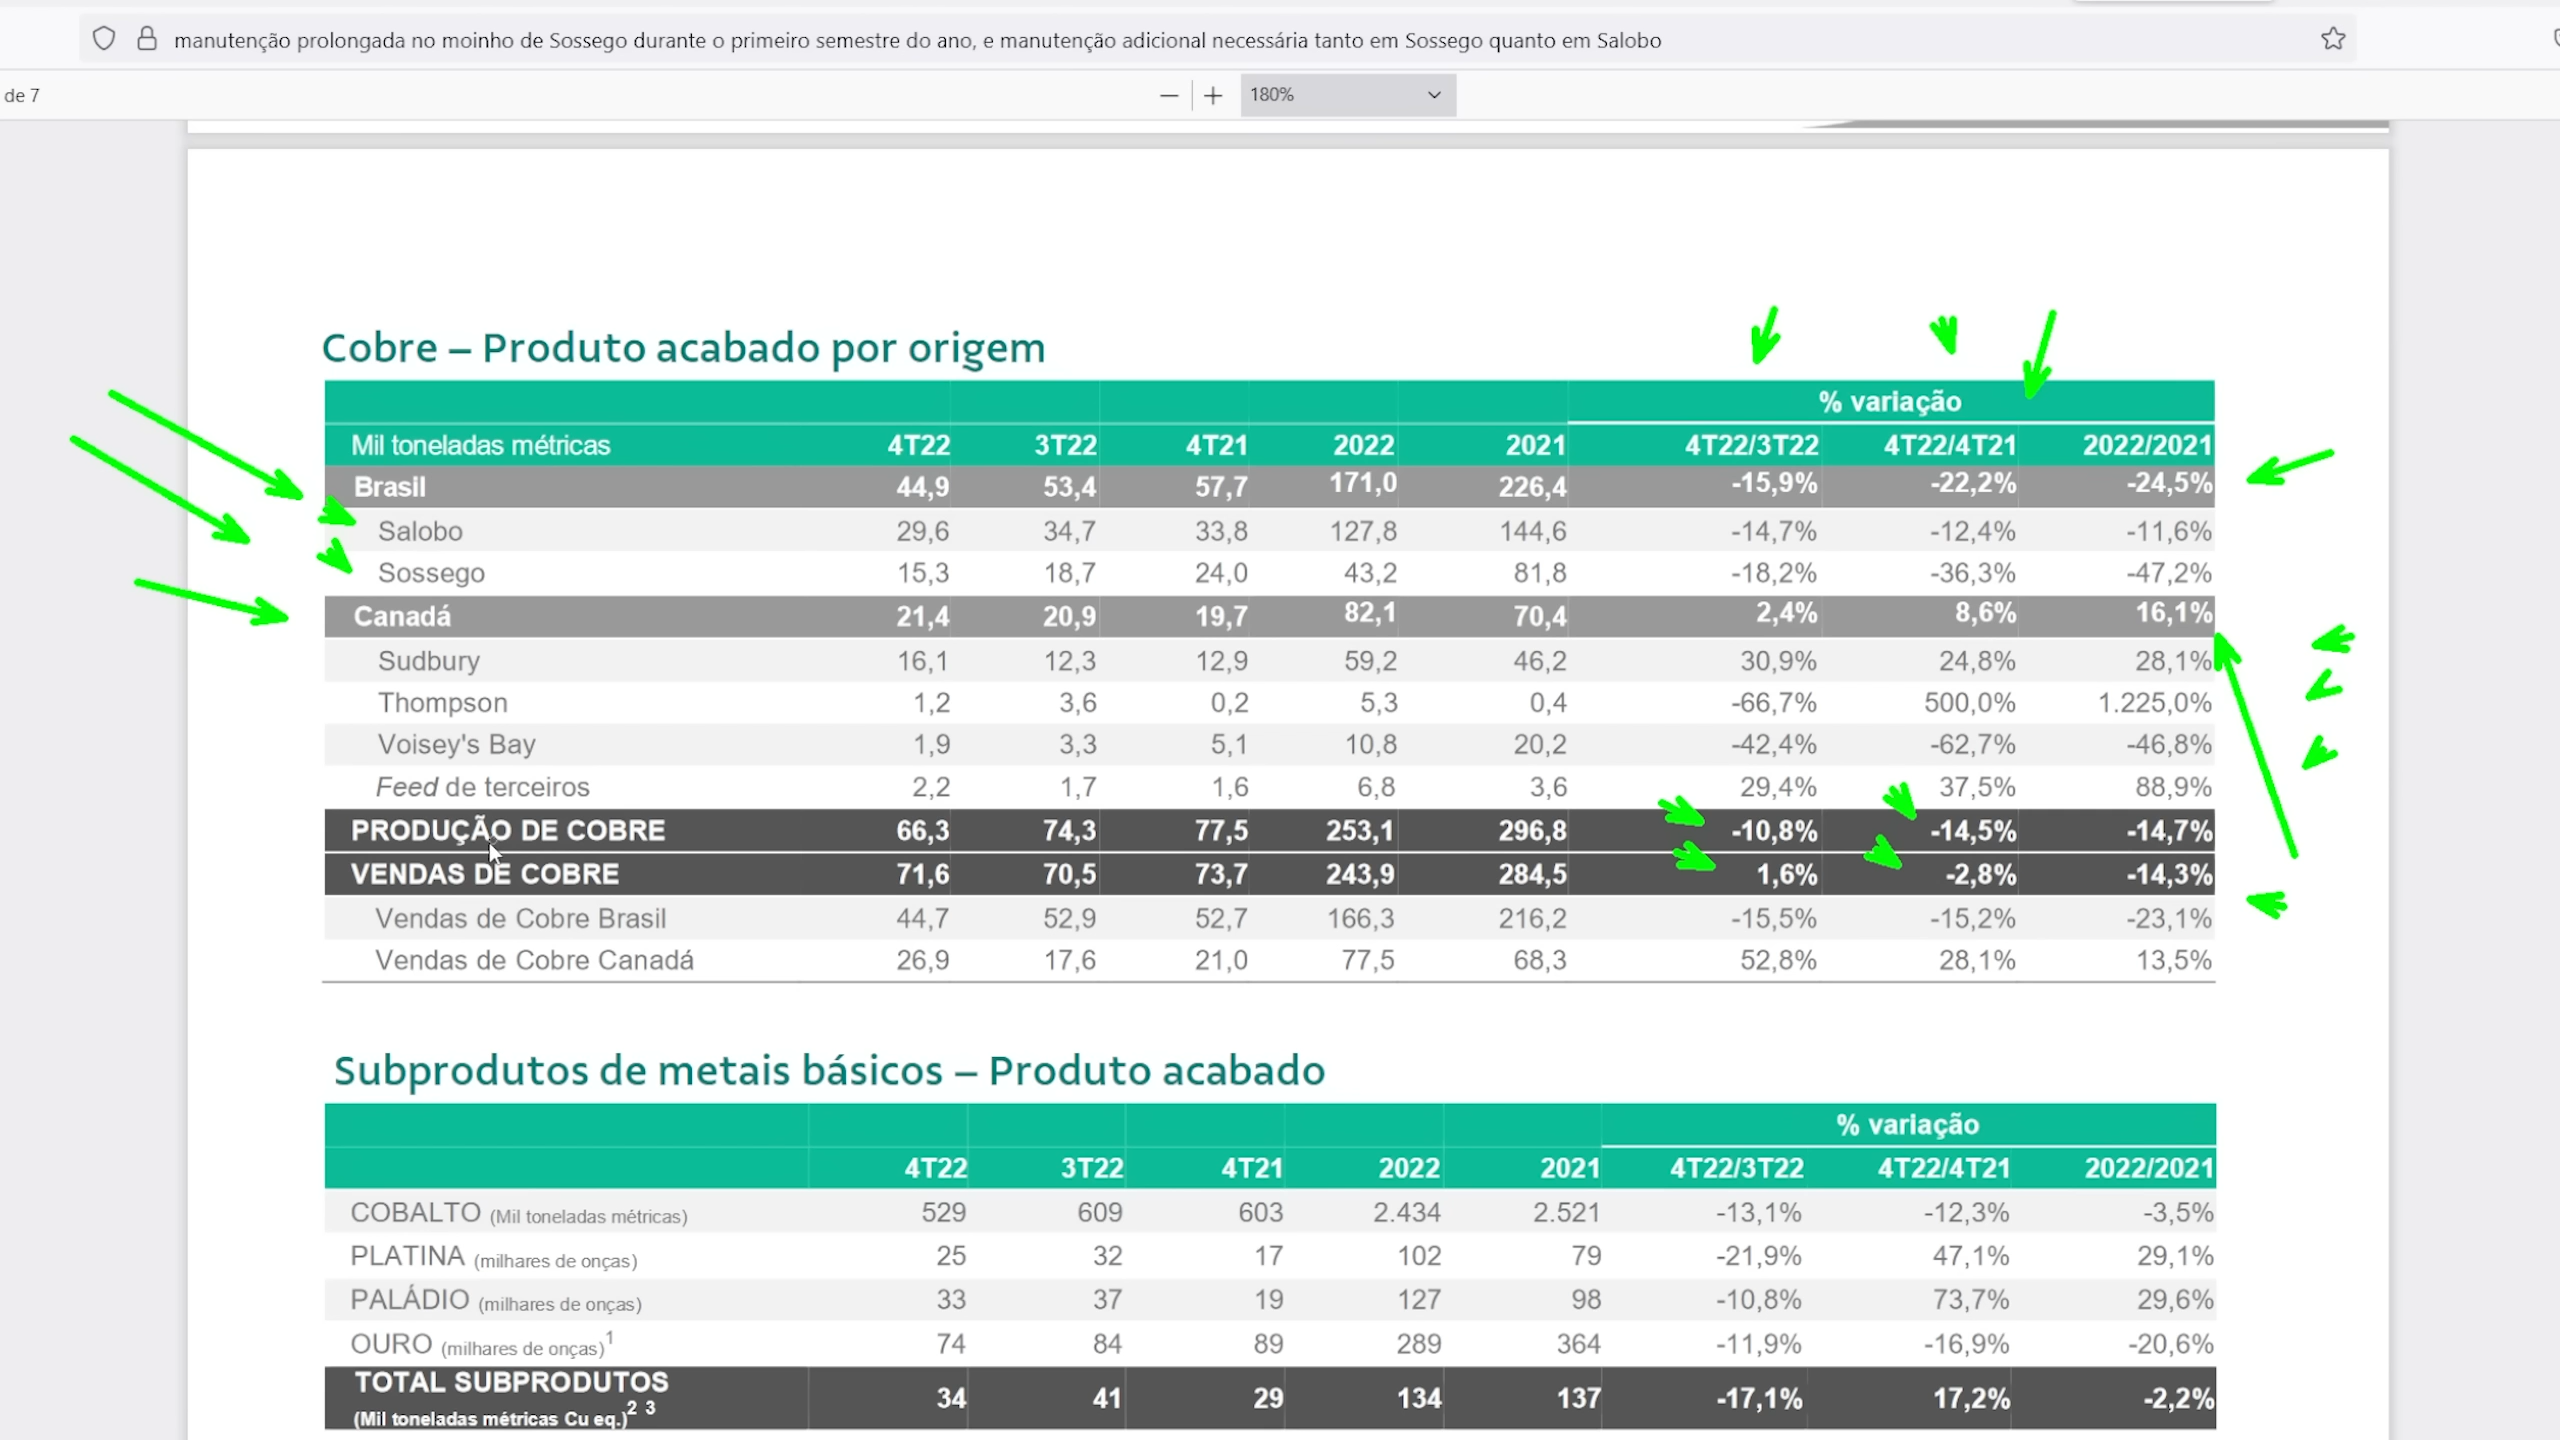 manutenção prolongada no moinho de Sossego durante o primeiro semestre do ano, e manutenção adicional necessária tanto em Sossego quanto em Salobo
de 7
180%
Cobre – Produto acabado por origem
% variação
Mil toneladas métricas 4T22 3T22 4T21 2022 2021 4T22/3T22 4T22/4T21 2022/2021
Brasil 44,9 53,4 57,7 171,0 226,4 -15,9% -22,2% -24,5%
Salobo 29,6 34,7 33,8 127,8 144,6 -14,7% -12,4% -11,6%
Sossego 15,3 18,7 24,0 43,2 81,8 -18,2% -36,3% -47,2%
Canadá 21,4 20,9 19,7 82,1 70,4 2,4% 8,6% 16,1%
Sudbury 16,1 12,3 12,9 59,2 46,2 30,9% 24,8% 28,1%
Thompson 1,2 3,6 0,2 5,3 0,4 -66,7% 500,0% 1.225,0%
Voisey's Bay 1,9 3,3 5,1 10,8 20,2 -42,4% -62,7% -46,8%
Feed de terceiros 2,2 1,7 1,6 6,8 3,6 29,4% 37,5% 88,9%
PRODUÇÃO DE COBRE 66,3 74,3 77,5 253,1 296,8 -10,8% -14,5% -14,7%
VENDAS DE COBRE 71,6 70,5 73,7 243,9 284,5 1,6% -2,8% -14,3%
Vendas de Cobre Brasil 44,7 52,9 52,7 166,3 216,2 -15,5% -15,2% -23,1%
Vendas de Cobre Canadá 26,9 17,6 21,0 77,5 68,3 52,8% 28,1% 13,5%
Subprodutos de metais básicos – Produto acabado
% variação
4T22 3T22 4T21 2022 2021 4T22/3T22 4T22/4T21 2022/2021
COBALTO (Mil toneladas métricas) 529 609 603 2.434 2.521 -13,1% -12,3% -3,5%
PLATINA (milhares de onças) 25 32 17 102 79 -21,9% 47,1% 29,1%
PALÁDIO (milhares de onças) 33 37 19 127 98 -10,8% 73,7% 29,6%
OURO (milhares de onças)1 74 84 89 289 364 -11,9% -16,9% -20,6%
TOTAL SUBPRODUTOS 34 41 29 134 137 -17,1% 17,2% -2,2%
(Mil toneladas métricas Cu eq.)2 3